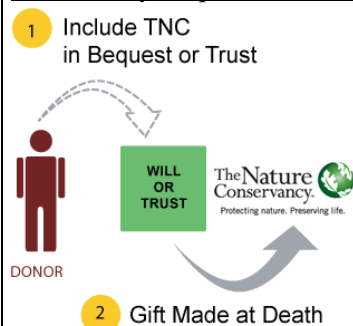 1 Include TNC
in Bequest or Trust
WILL
OR
TRUST
The Nature
Conservancy.
Protecting nature. Preserving life.
DONOR
2 Gift Made at Death